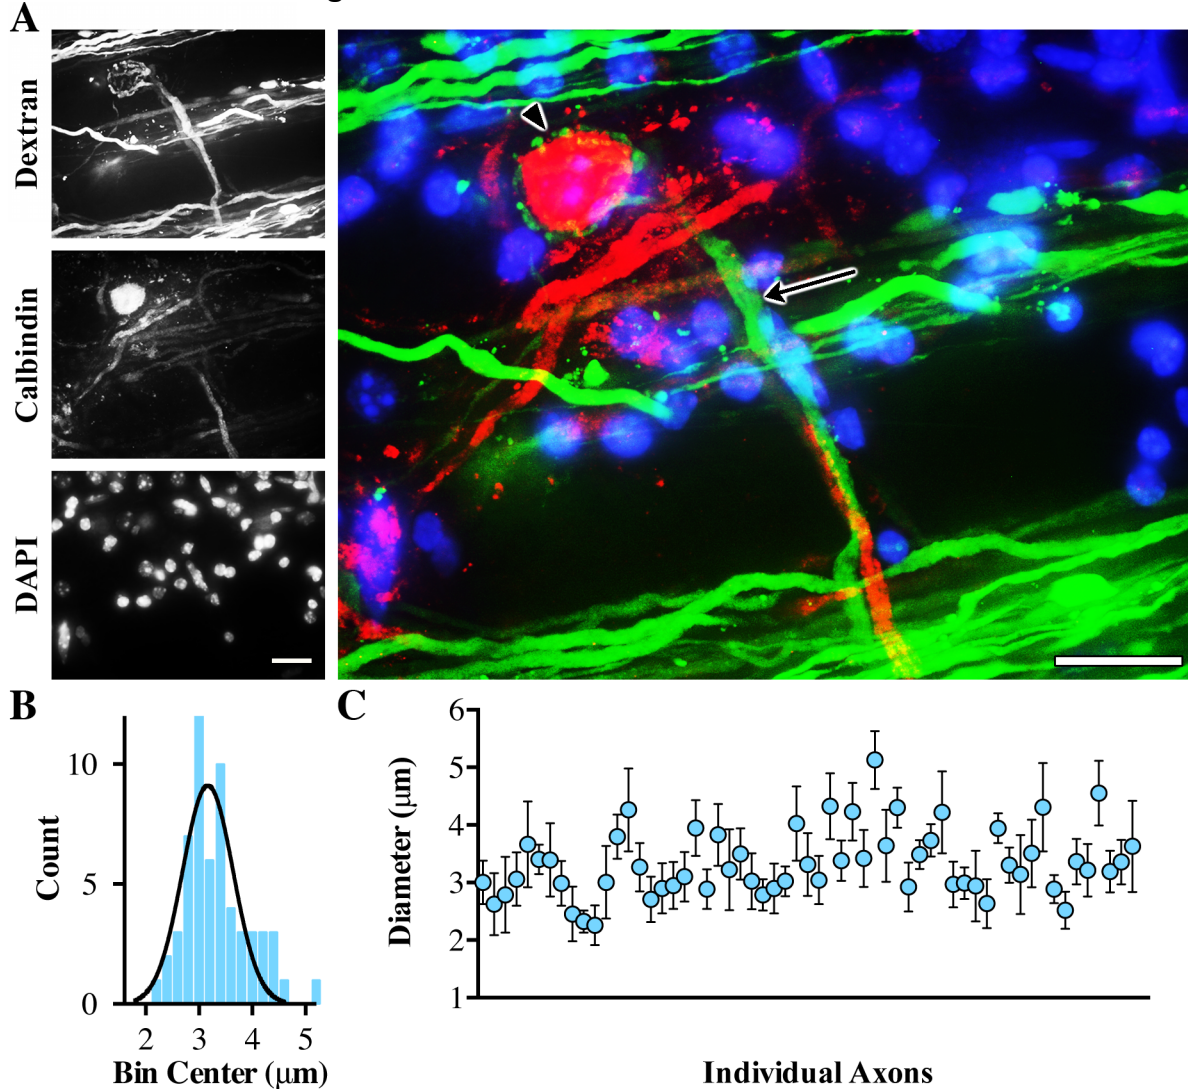 A
Dextran
Calbindin
DAPI
B
Count
10
5
0
2 3 4 5
Bin Center (μm)
C
Diameter (μm)
6
5
4
3
2
1
Individual Axons